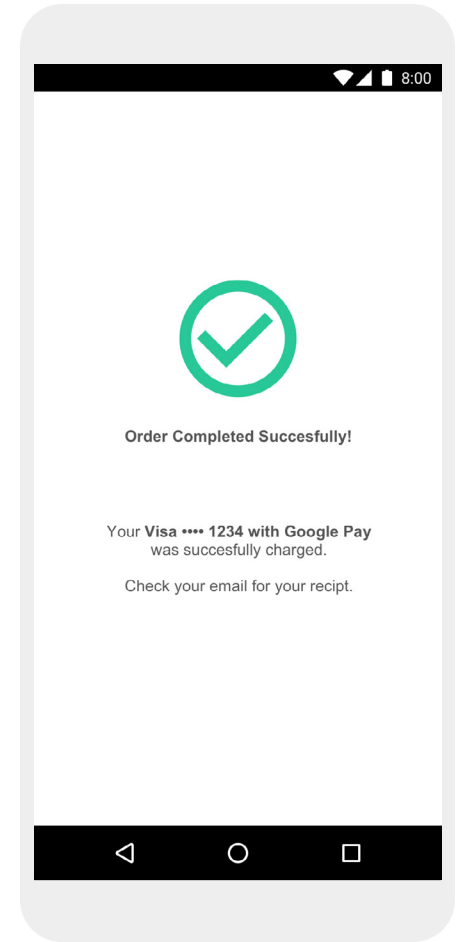 8:00
Order Completed Succesfully!
Your Visa •••• 1234 with Google Pay
was succesfully charged.
Check your email for your recipt.